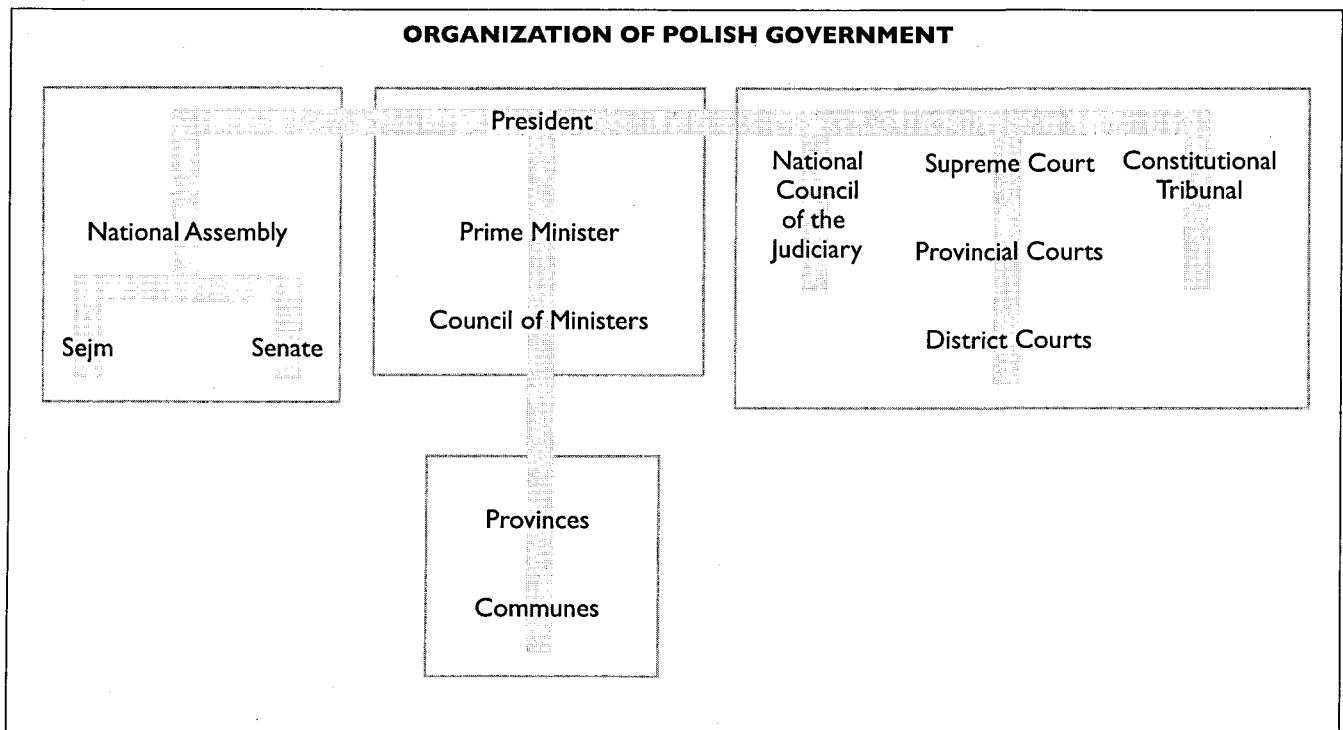 ORGANIZATION OF POLISH GOVERNMENT
President
National Assembly
Sejm
Senate
Prime Minister
Council of Ministers
National
Council
of the
Judiciary
Supreme Court
Provincial Courts
District Courts
Constitutional
Tribunal
Provinces
Communes